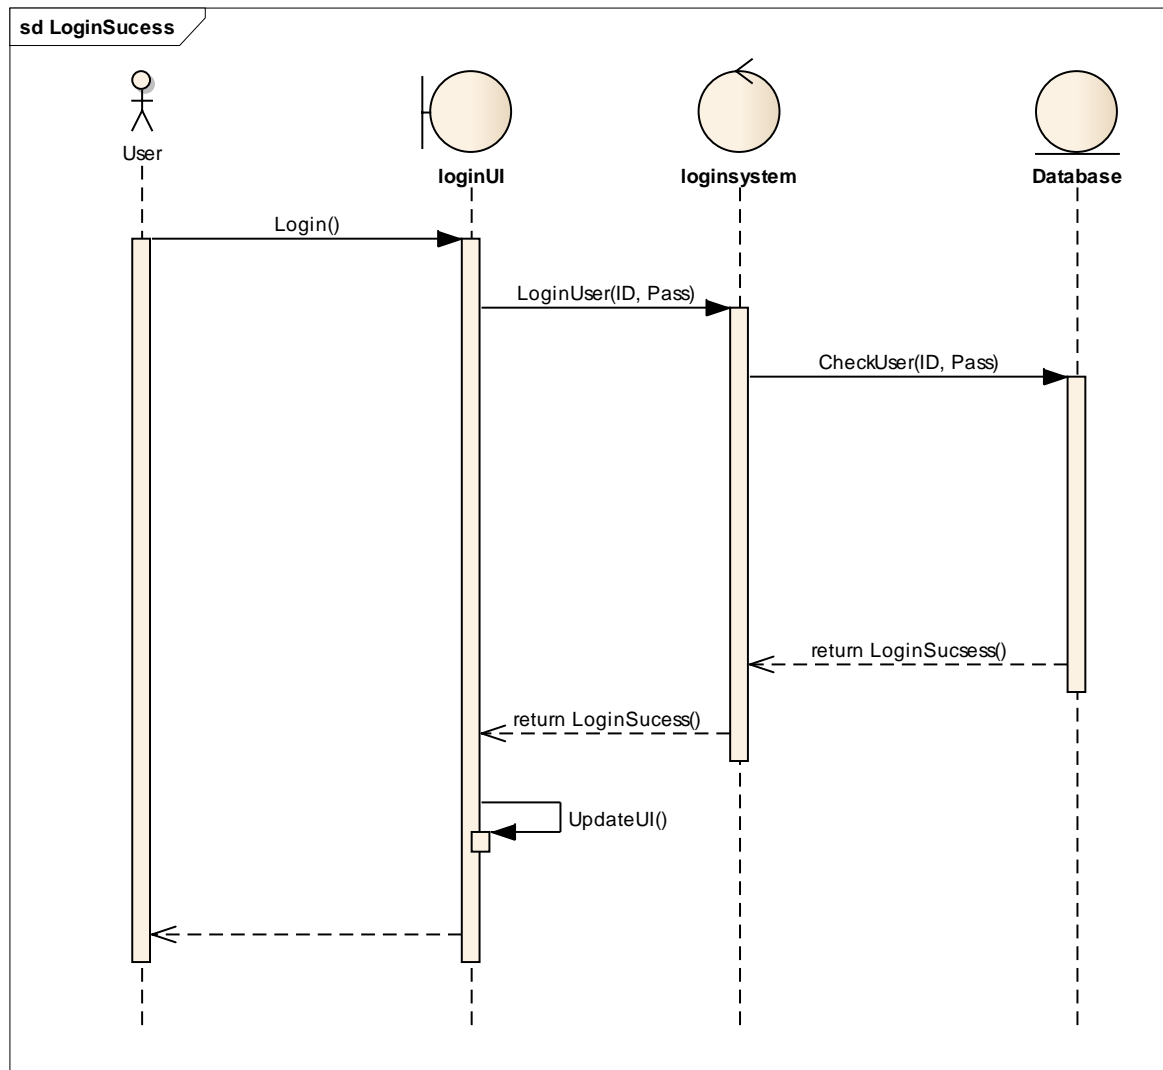 sd LoginSucess
User
loginUI
loginsystem
Database
Login()
LoginUser(ID, Pass)
CheckUser(ID, Pass)
return LoginSucsess()
return LoginSucess()
UpdateUI()